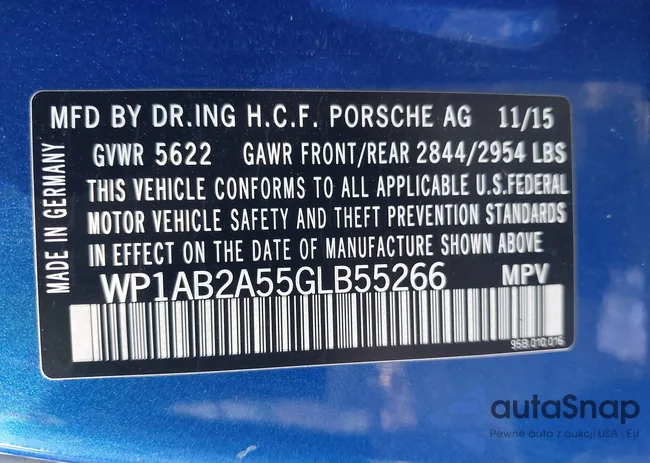 MFD BY DR.ING H.C.F. PORSCHE AG 11/15
GVWR 5622 GAWR FRONT/REAR 2844/2954 LBS
THIS VEHICLE CONFORMS TO ALL APPLICABLE U.S.FEDERAL
MOTOR VEHICLE SAFETY AND THEFT PREVENTION STANDARDS
IN EFFECT ON THE DATE OF MANUFACTURE SHOWN ABOVE
WP1AB2A55GLB55266 MPV
MADE IN GERMANY
95B.010.016
autaSnap
Pewne auta z aukcji USA i EU